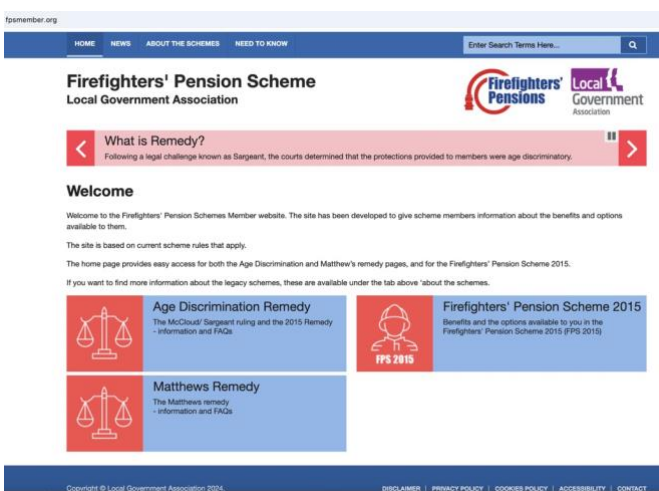 fpsmember.org
HOME NEWS ABOUT THE SCHEMES NEED TO KNOW
Enter Search Terms Here...
Firefighters' Pension Scheme
Local Government Association
Firefighters'
Pensions
Local
Government
Association
What is Remedy?
Following a legal challenge known as Sargeant, the courts determined that the protections provided to members were age discriminatory.
Welcome
Welcome to the Firefighters' Pension Schemes Member website. The site has been developed to give scheme members information about the benefits and options
available to them.
The site is based on current scheme rules that apply.
The home page provides easy access for both the Age Discrimination and Matthew's remedy pages, and for the Firefighters' Pension Scheme 2015.
If you want to find more information about the legacy schemes, these are available under the tab above 'about the schemes.
Age Discrimination Remedy
The McCloud/ Sargeant ruling and the 2015 Remedy
- information and FAQs
FPS 2015
Firefighters' Pension Scheme 2015
Benefits and the options available to you in the
Firefighters' Pension Scheme 2015 (FPS 2015)
Matthews Remedy
The Matthews remedy
- information and FAQs
Copyright © Local Government Association 2024.
DISCLAIMER | PRIVACY POLICY | COOKIES POLICY | ACCESSIBILITY | CONTACT